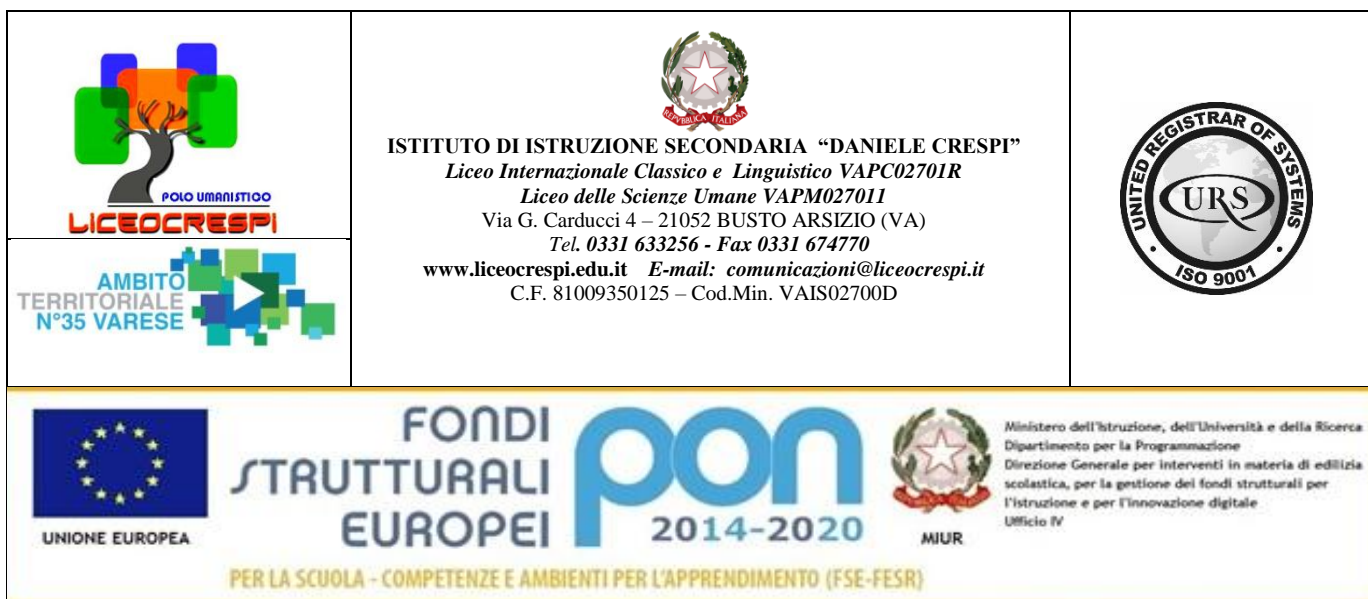 POLO UMANISTICO
LICEOCRESPI
AMBITO
TERRITORIALE
N°35 VARESE
REPVBBLICA ITALIANA
ISTITUTO DI ISTRUZIONE SECONDARIA “DANIELE CRESPI”
Liceo Internazionale Classico e Linguistico VAPC02701R
Liceo delle Scienze Umane VAPM027011
Via G. Carducci 4 – 21052 BUSTO ARSIZIO (VA)
Tel. 0331 633256 - Fax 0331 674770
www.liceocrespi.edu.it E-mail: comunicazioni@liceocrespi.it
C.F. 81009350125 – Cod.Min. VAIS02700D
UNITED REGISTRAR OF SYSTEMS
URS
ISO 9001
UNIONE EUROPEA
FONDI
STRUTTURALI
EUROPEI
pon
2014-2020
MIUR
Ministero dell'Istruzione, dell'Università e della Ricerca
Dipartimento per la Programmazione
Direzione Generale per interventi in materia di edilizia
scolastica, per la gestione dei fondi strutturali per
l'istruzione e per l'innovazione digitale
Ufficio IV
PER LA SCUOLA - COMPETENZE E AMBIENTI PER L'APPRENDIMENTO (FSE-FESR)